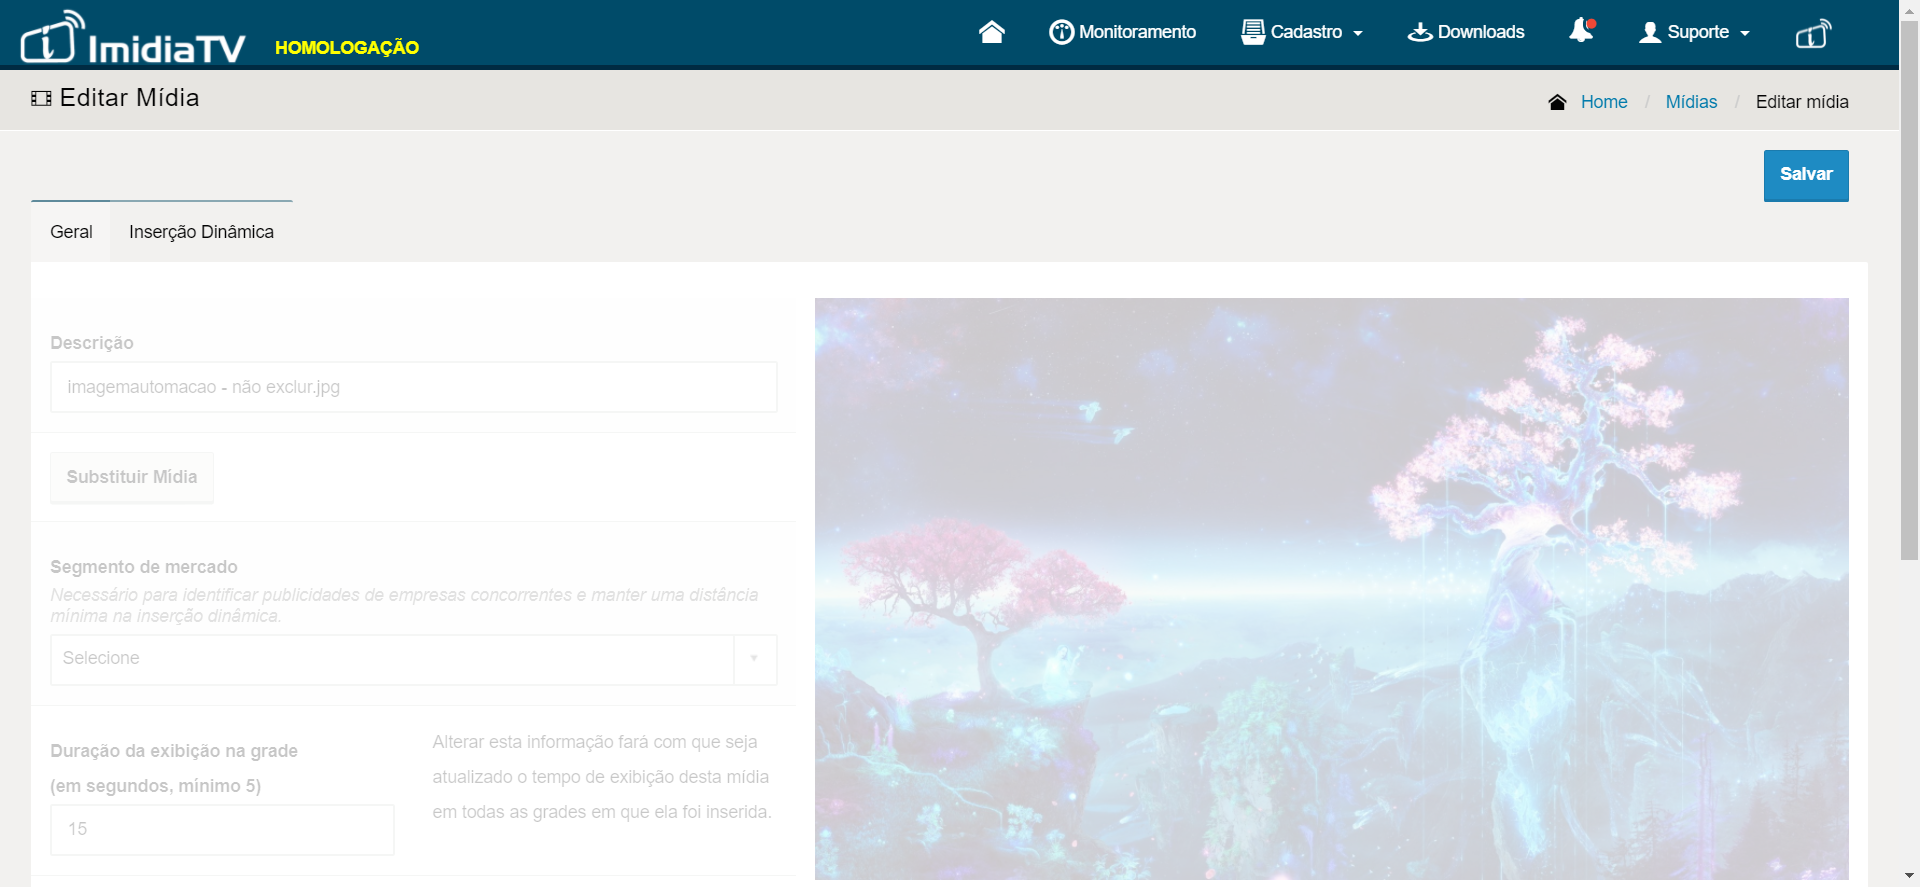 ImidiaTV HOMOLOGAÇÃO Monitoramento Cadastro Downloads Suporte
Editar Mídia
Home / Mídias / Editar mídia
Salvar
Geral Inserção Dinâmica
Descrição
imagemautomacao - não exclur.jpg
Substituir Mídia
Segmento de mercado
Necessário para identificar publicidades de empresas concorrentes e manter uma distância
mínima na inserção dinâmica.
Selecione
Duração da exibição na grade
(em segundos, mínimo 5)
15
Alterar esta informação fará com que seja
atualizado o tempo de exibição desta mídia
em todas as grades em que ela foi inserida.